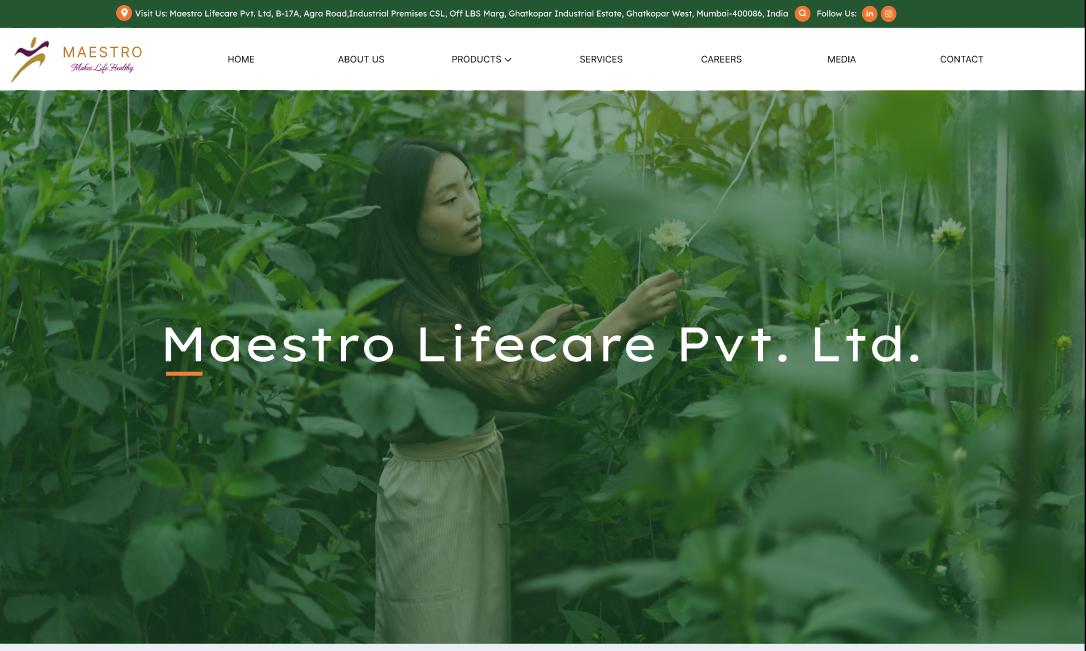 Visit Us: Maestro Lifecare Pvt. Ltd, B-17A, Agra Road,Industrial Premises CSL, Off LBS Marg, Ghatkopar Industrial Estate, Ghatkopar West, Mumbai-400086, India Follow Us: in
MAESTRO
Makes Life Healthy
HOME ABOUT US PRODUCTS SERVICES CAREERS MEDIA CONTACT
Maestro Lifecare Pvt. Ltd.